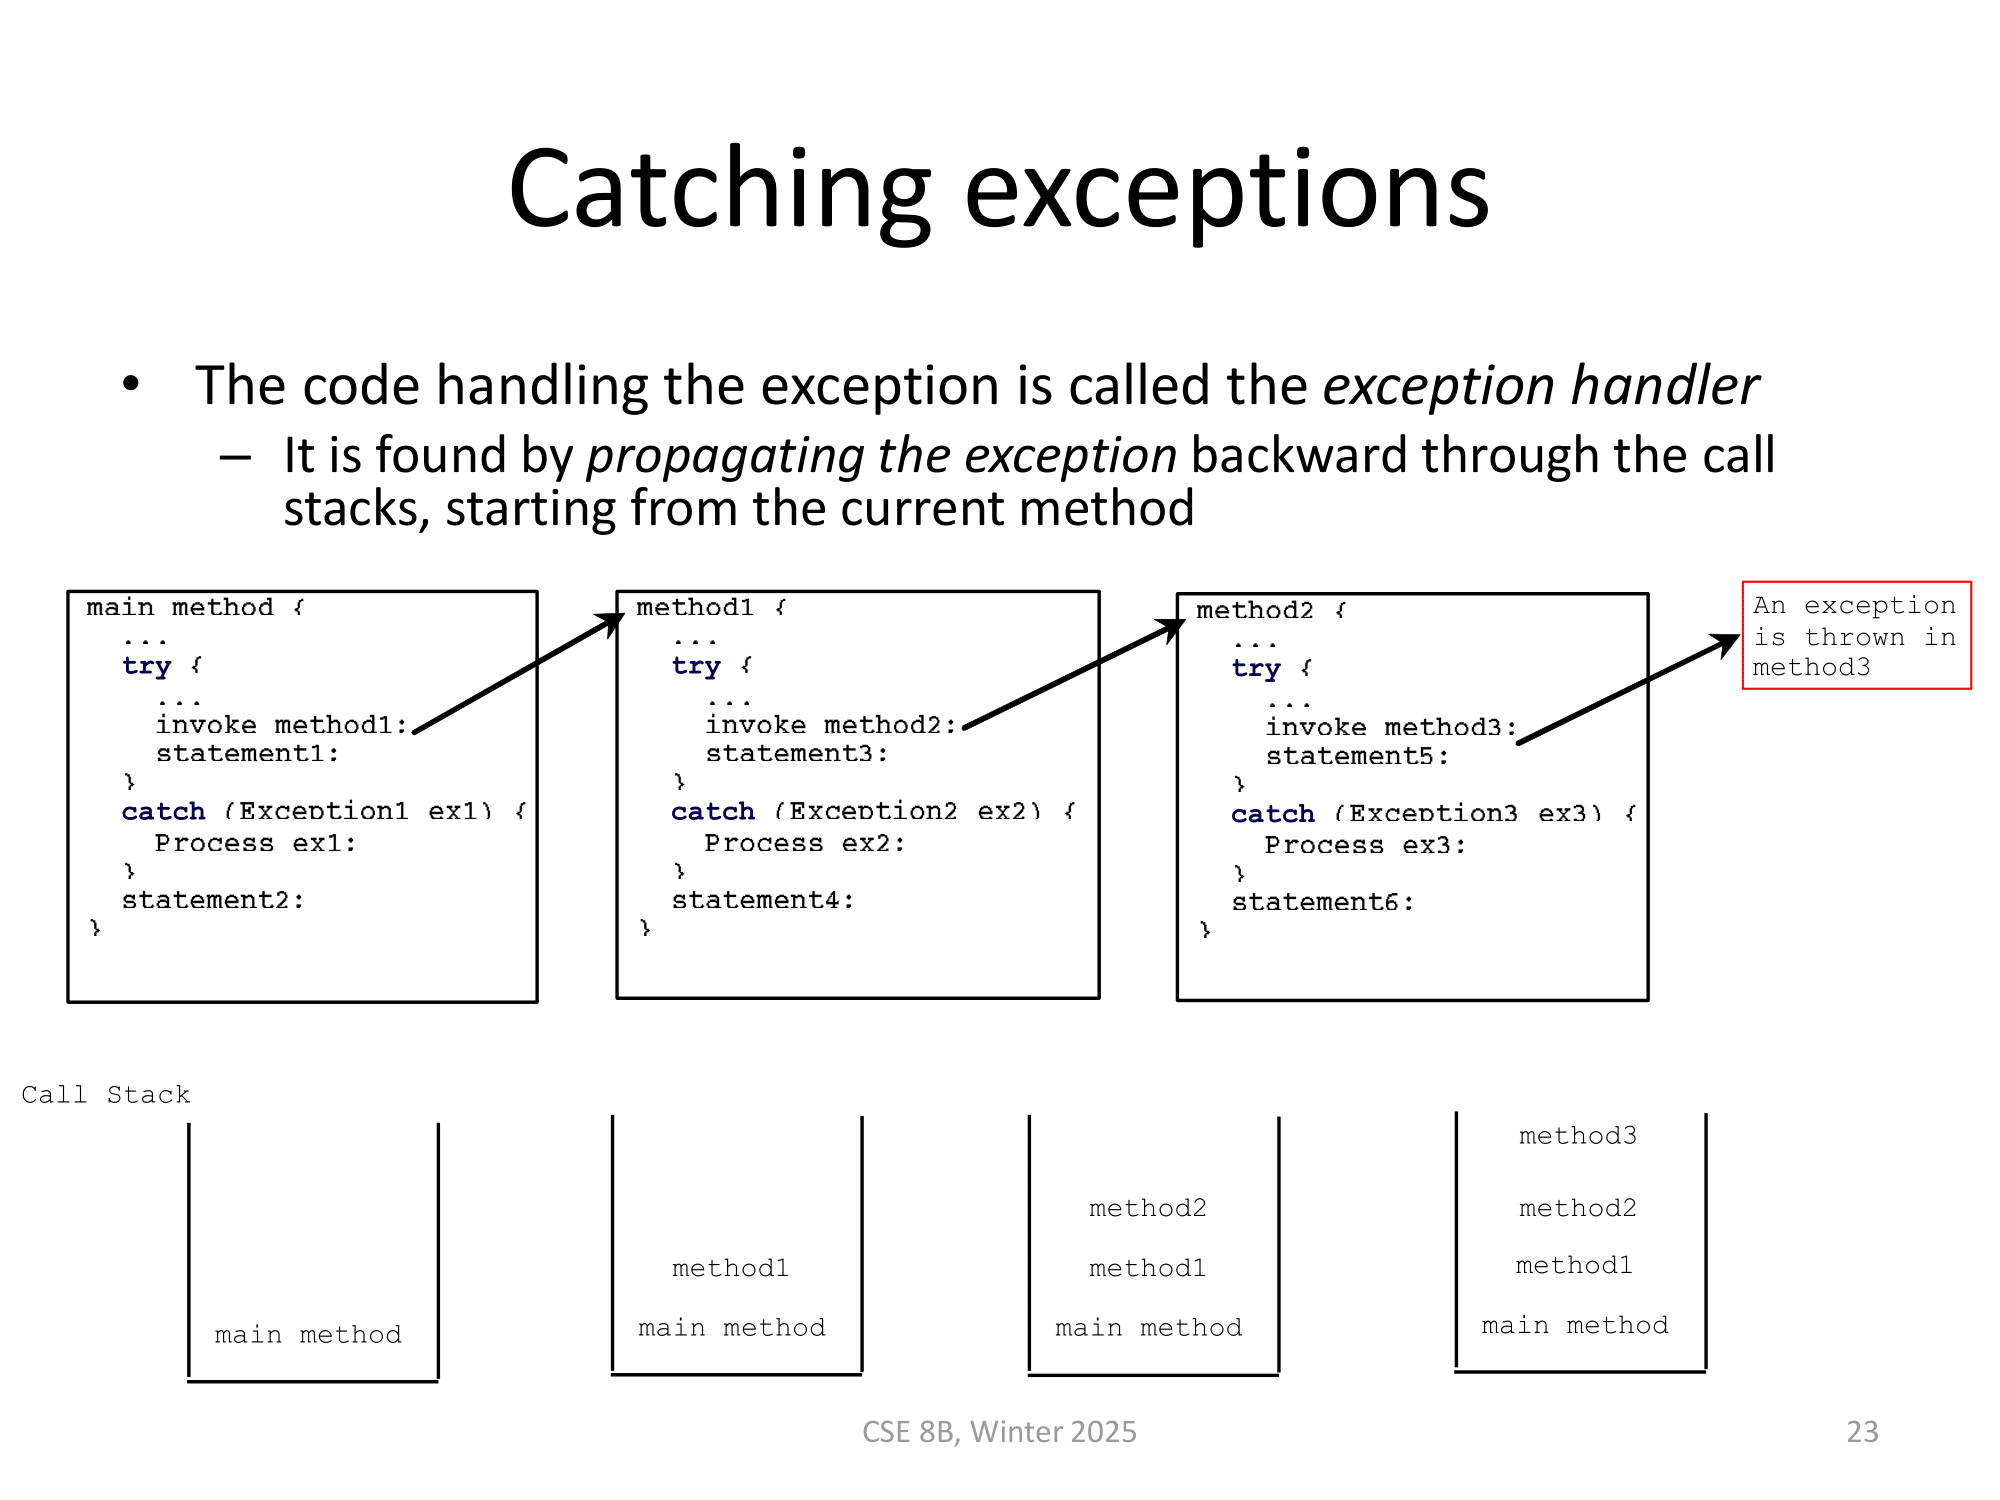 Catching exceptions
• The code handling the exception is called the exception handler
– It is found by propagating the exception backward through the call
stacks, starting from the current method
main method {
...
try {
...
invoke method1;
statement1;
}
catch (Exception1 ex1) {
Process ex1;
}
statement2;
}
method1 {
...
try {
...
invoke method2;
statement3;
}
catch (Exception2 ex2) {
Process ex2;
}
statement4;
}
method2 {
...
try {
...
invoke method3;
statement5;
}
catch (Exception3 ex3) {
Process ex3;
}
statement6;
}
An exception
is thrown in
method3
Call Stack
main method
method1
main method
method2
method1
main method
method3
method2
method1
main method
CSE 8B, Winter 2025
23